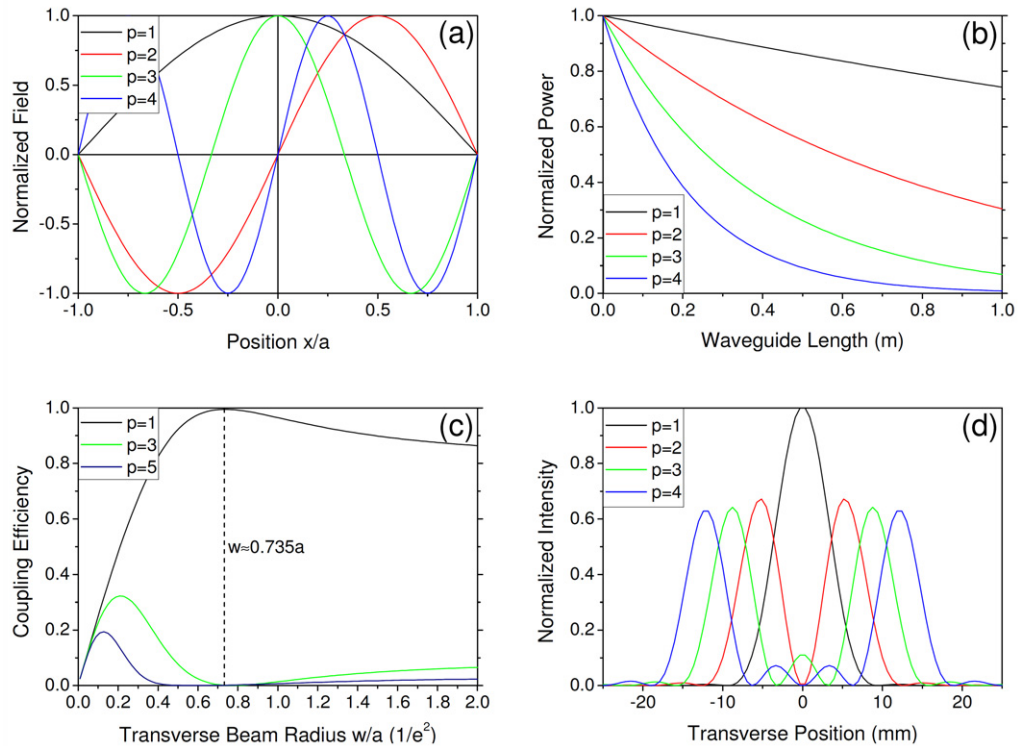 (a)
p=1
p=2
p=3
p=4
Normalized Field
1.0
0.5
0.0
-0.5
-1.0
-1.0 -0.5 0.0 0.5 1.0
Position x/a
(b)
p=1
p=2
p=3
p=4
Normalized Power
1.0
0.8
0.6
0.4
0.2
0.0
0.0 0.2 0.4 0.6 0.8 1.0
Waveguide Length (m)
(c)
p=1
p=3
p=5
w≈0.735a
Coupling Efficiency
1.0
0.8
0.6
0.4
0.2
0.0
0.0 0.2 0.4 0.6 0.8 1.0 1.2 1.4 1.6 1.8 2.0
Transverse Beam Radius w/a (1/e²)
(d)
p=1
p=2
p=3
p=4
Normalized Intensity
1.0
0.8
0.6
0.4
0.2
0.0
-20 -10 0 10 20
Transverse Position (mm)